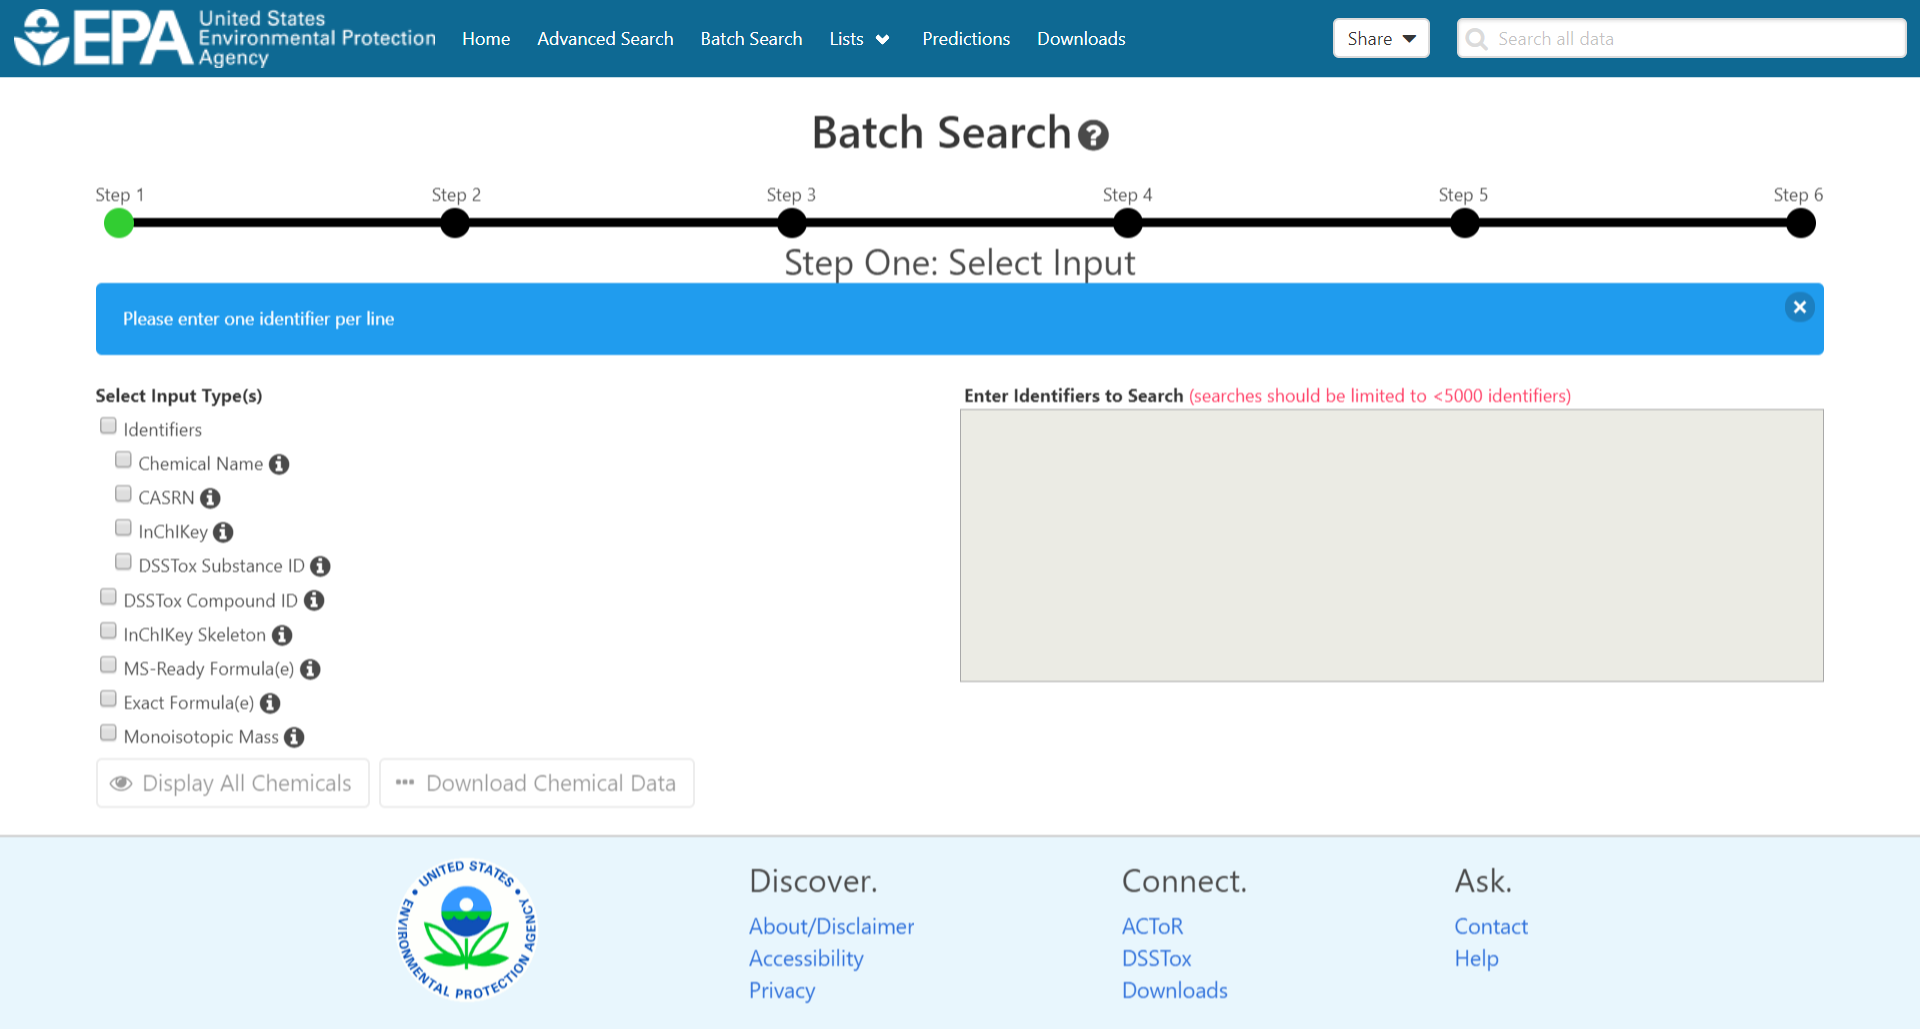 EPA United States
Environmental Protection
Agency
Home Advanced Search Batch Search Lists Predictions Downloads Share Search all data
Batch Search
Step 1 Step 2 Step 3 Step 4 Step 5 Step 6
Step One: Select Input
Please enter one identifier per line
Select Input Type(s)
Identifiers
Chemical Name
CASRN
InChIKey
DSSTox Substance ID
DSSTox Compound ID
InChIKey Skeleton
MS-Ready Formula(e)
Exact Formula(e)
Monoisotopic Mass
Display All Chemicals Download Chemical Data
Enter Identifiers to Search (searches should be limited to <5000 identifiers)
UNITED STATES
ENVIRONMENTAL PROTECTION AGENCY
Discover.
About/Disclaimer
Accessibility
Privacy
Connect.
ACToR
DSSTox
Downloads
Ask.
Contact
Help